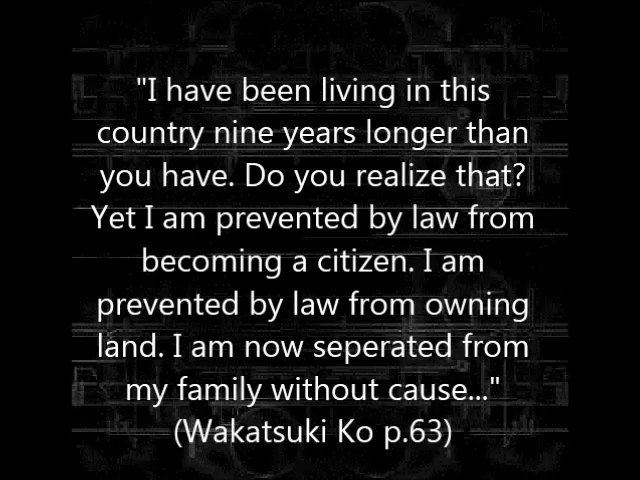 "I have been living in this
country nine years longer than
you have. Do you realize that?
Yet I am prevented by law from
becoming a citizen. I am
prevented by law from owning
land. I am now seperated from
my family without cause..."
(Wakatsuki Ko p.63)